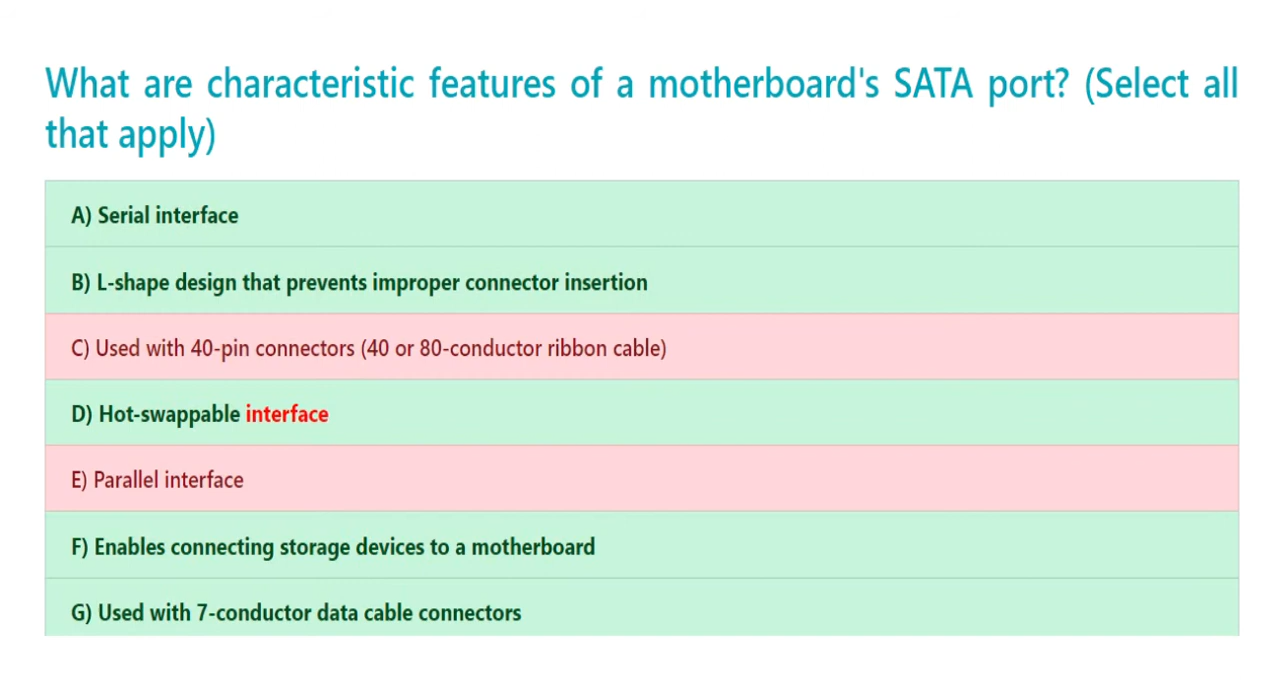 What are characteristic features of a motherboard's SATA port? (Select all
that apply)
A) Serial interface
B) L-shape design that prevents improper connector insertion
C) Used with 40-pin connectors (40 or 80-conductor ribbon cable)
D) Hot-swappable interface
E) Parallel interface
F) Enables connecting storage devices to a motherboard
G) Used with 7-conductor data cable connectors